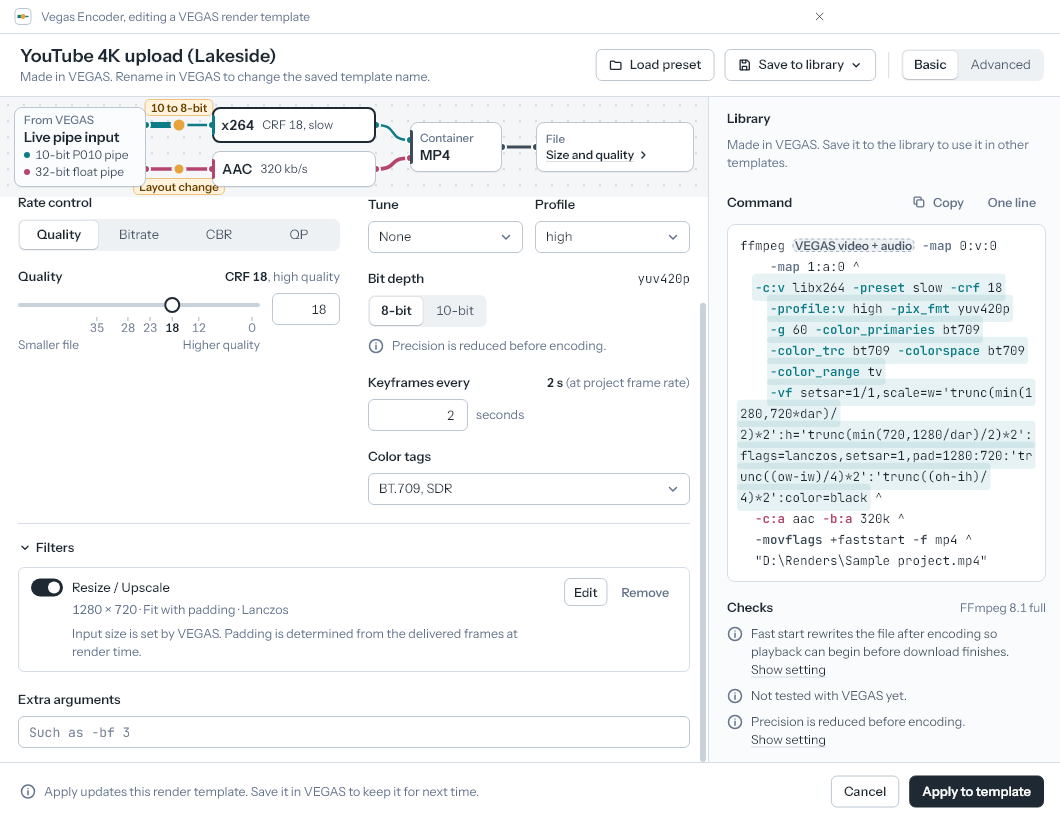 Vegas Encoder, editing a VEGAS render template
YouTube 4K upload (Lakeside)
Made in VEGAS. Rename in VEGAS to change the saved template name.
Load preset
Save to library
Basic
Advanced
From VEGAS
Live pipe input
10-bit P010 pipe
32-bit float pipe
10 to 8-bit
Layout change
x264 CRF 18, slow
AAC 320 kb/s
Container
MP4
File
Size and quality
Rate control
Quality
Bitrate
CBR
QP
Quality
CRF 18, high quality
18
35 28 23 18 12 0
Smaller file
Higher quality
Tune
None
Profile
high
Bit depth
yuv420p
8-bit
10-bit
Precision is reduced before encoding.
Keyframes every
2 s (at project frame rate)
2
seconds
Color tags
BT.709, SDR
Filters
Resize / Upscale
1280 × 720 · Fit with padding · Lanczos
Input size is set by VEGAS. Padding is determined from the delivered frames at
render time.
Edit
Remove
Extra arguments
Such as -bf 3
Library
Made in VEGAS. Save it to the library to use it in other
templates.
Command
Copy
One line
ffmpeg VEGAS video + audio -map 0:v:0
-map 1:a:0 ^
-c:v libx264 -preset slow -crf 18
-profile:v high -pix_fmt yuv420p
-g 60 -color_primaries bt709
-color_trc bt709 -colorspace bt709
-color_range tv
-vf setsar=1/1,scale=w='trunc(min(1
280,720*dar)/
2)*2':h='trunc(min(720,1280/dar)/2)*2':
flags=lanczos,setsar=1,pad=1280:720:'tr
unc((ow-iw)/4)*2':'trunc((oh-ih)/
4)*2':color=black ^
-c:a aac -b:a 320k ^
-movflags +faststart -f mp4 ^
"D:\Renders\Sample project.mp4"
Checks
FFmpeg 8.1 full
Fast start rewrites the file after encoding so
playback can begin before download finishes.
Show setting
Not tested with VEGAS yet.
Precision is reduced before encoding.
Show setting
Apply updates this render template. Save it in VEGAS to keep it for next time.
Cancel
Apply to template